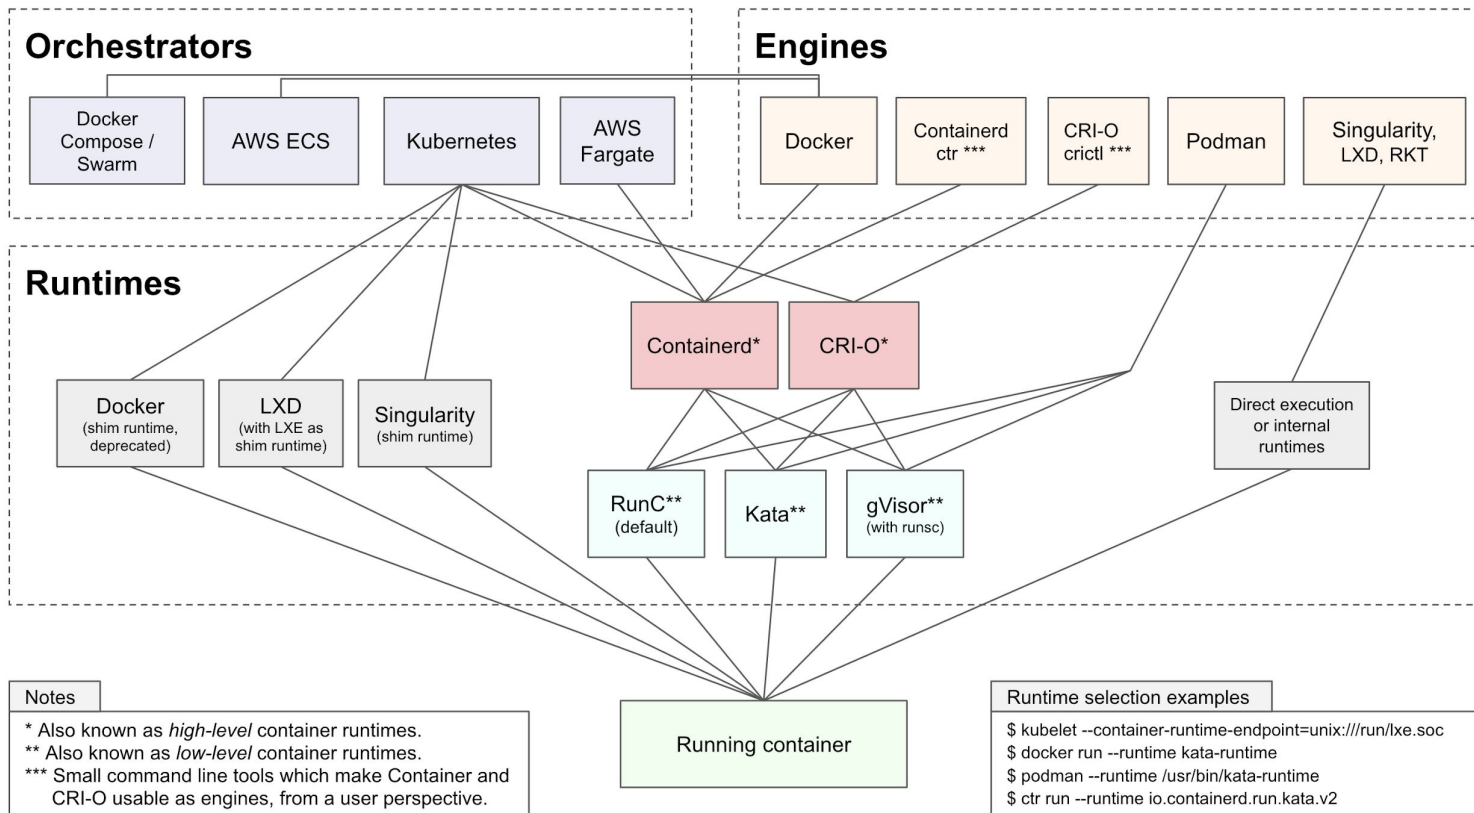 Orchestrators
Engines
Docker
Compose /
Swarm
AWS ECS
Kubernetes
AWS
Fargate
Docker
Containerd
ctr ***
CRI-O
crictl ***
Podman
Singularity,
LXD, RKT
Runtimes
Containerd*
CRI-O*
Docker
(shim runtime,
deprecated)
LXD
(with LXE as
shim runtime)
Singularity
(shim runtime)
Direct execution
or internal
runtimes
RunC**
(default)
Kata**
gVisor**
(with runsc)
Running container
Notes
* Also known as high-level container runtimes.
** Also known as low-level container runtimes.
*** Small command line tools which make Container and
CRI-O usable as engines, from a user perspective.
Runtime selection examples
$ kubelet --container-runtime-endpoint=unix:///run/lxe.soc
$ docker run --runtime kata-runtime
$ podman --runtime /usr/bin/kata-runtime
$ ctr run --runtime io.containerd.run.kata.v2